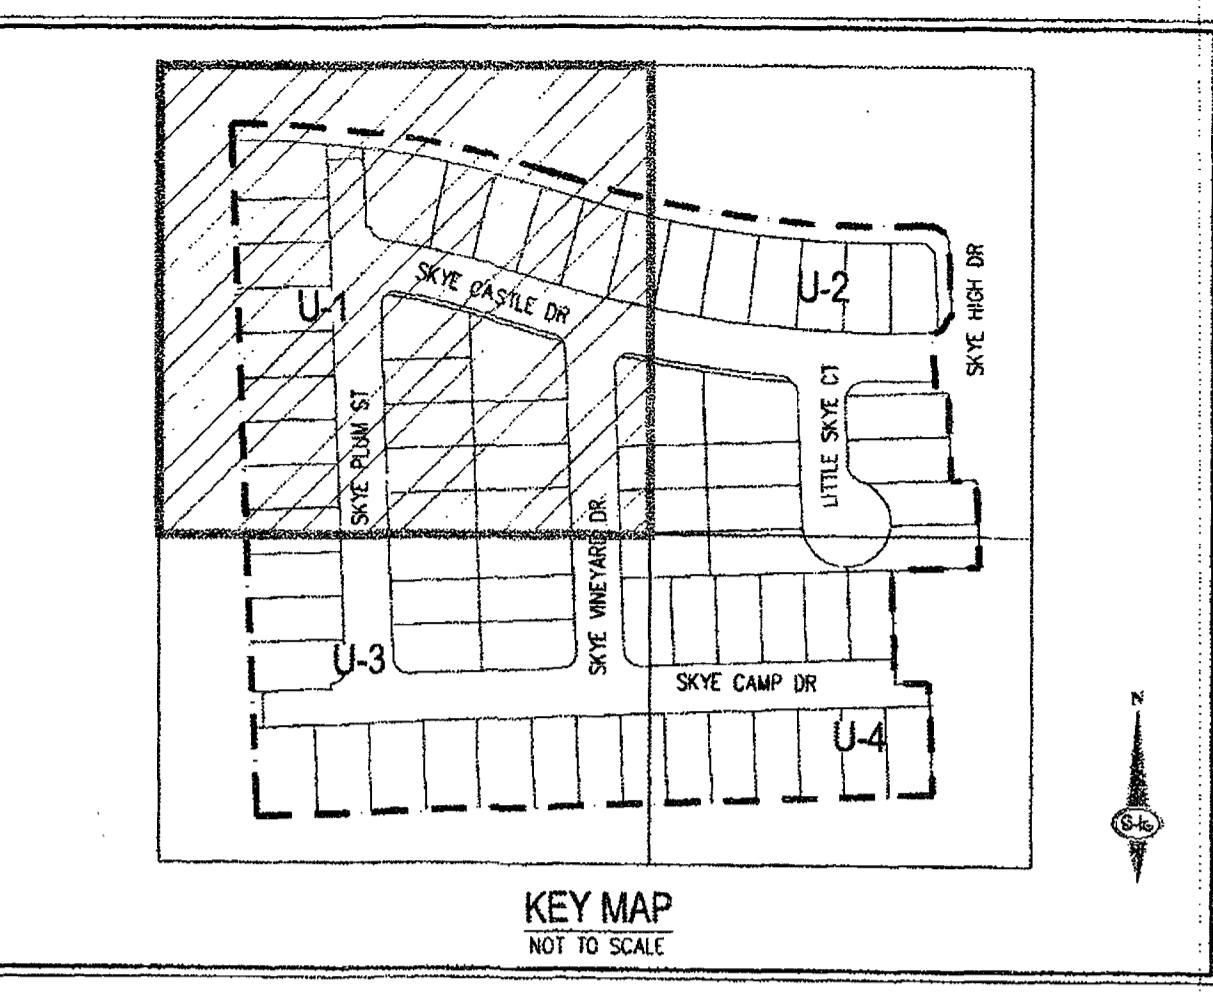 SKYE CASTLE DR
U-1
U-2
SKYE HIGH DR
SKYE PLUM ST
LITTLE SKYE CT
SKYE VINEYARD DR
U-3
SKYE CAMP DR
U-4
N
KEY MAP
NOT TO SCALE